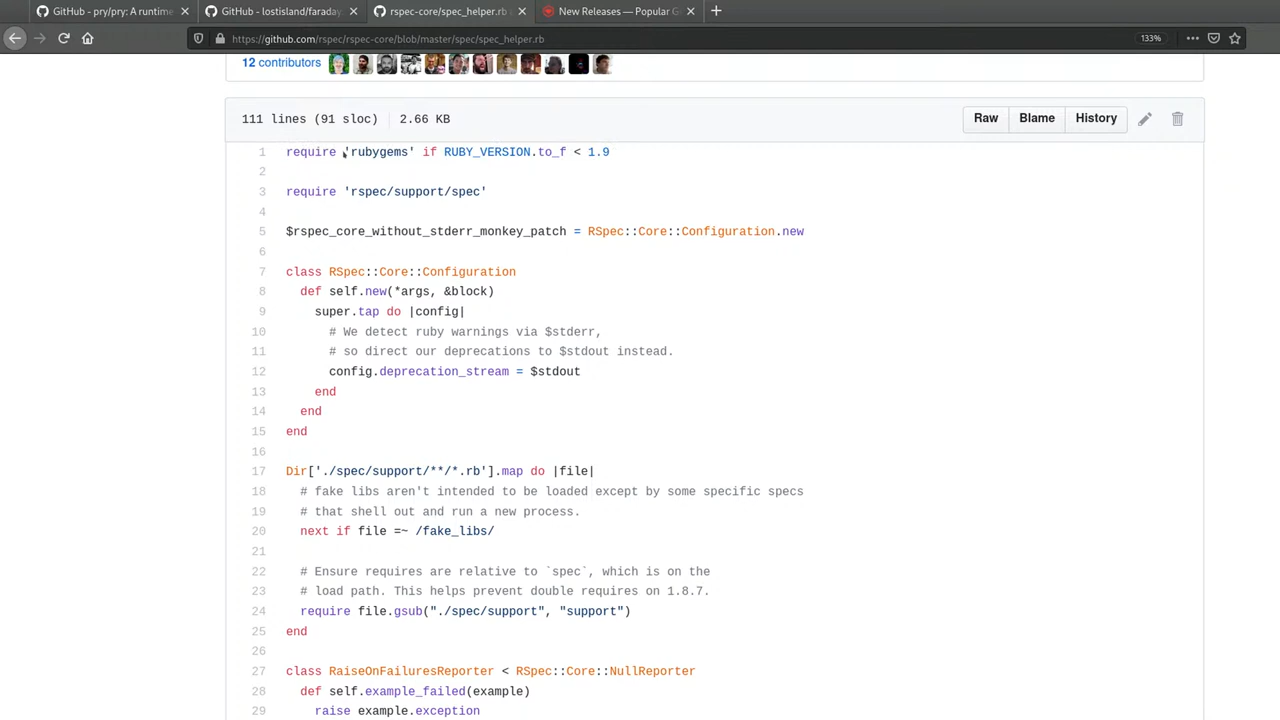 GitHub - pry/pry: A runtime
GitHub - lostisland/faraday
rspec-core/spec_helper.rb
New Releases — Popular G
https://github.com/rspec/rspec-core/blob/master/spec/spec_helper.rb
133%
12 contributors
111 lines (91 sloc) 2.66 KB
Raw Blame History
1 require 'rubygems' if RUBY_VERSION.to_f < 1.9
2
3 require 'rspec/support/spec'
4
5 $rspec_core_without_stderr_monkey_patch = RSpec::Core::Configuration.new
6
7 class RSpec::Core::Configuration
8 def self.new(*args, &block)
9 super.tap do |config|
10 # We detect ruby warnings via $stderr,
11 # so direct our deprecations to $stdout instead.
12 config.deprecation_stream = $stdout
13 end
14 end
15 end
16
17 Dir['./spec/support/**/*.rb'].map do |file|
18 # fake libs aren't intended to be loaded except by some specific specs
19 # that shell out and run a new process.
20 next if file =~ /fake_libs/
21
22 # Ensure requires are relative to `spec`, which is on the
23 # load path. This helps prevent double requires on 1.8.7.
24 require file.gsub("./spec/support", "support")
25 end
26
27 class RaiseOnFailuresReporter < RSpec::Core::NullReporter
28 def self.example_failed(example)
29 raise example.exception